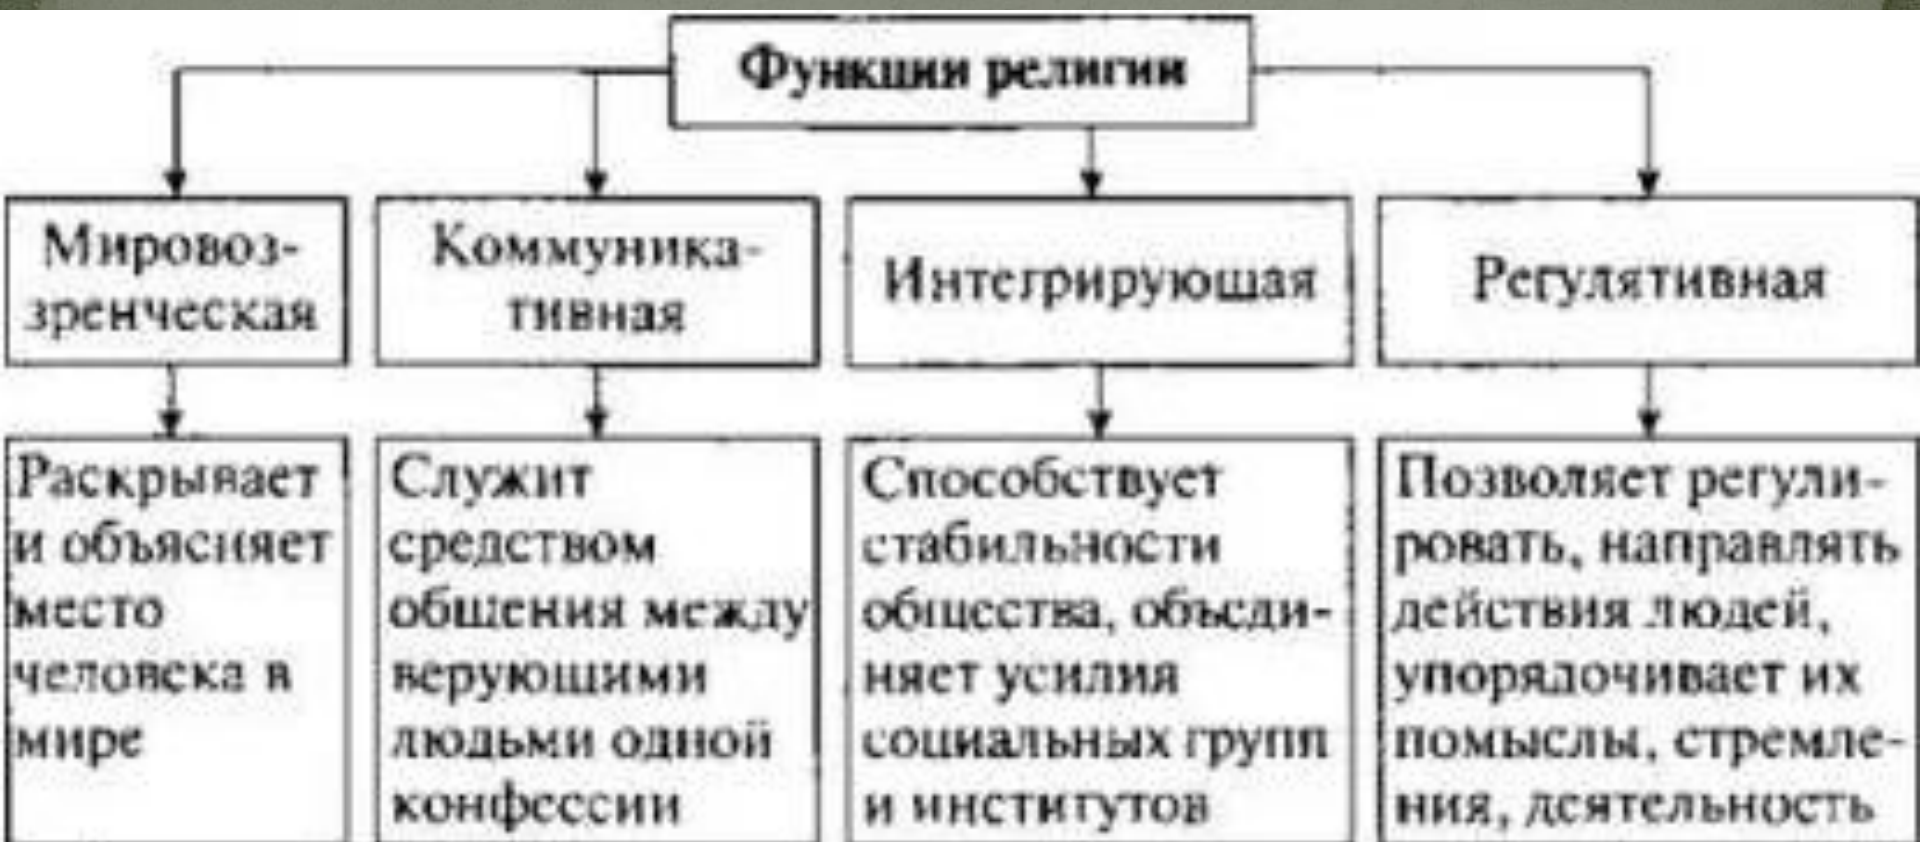 Функции религии
Мировоз-
зренческая
Коммуника-
тивная
Интегрирующая
Регулятивная
Раскрывает
и объясняет
место
человека в
мире
Служит
средством
общения между
верующими
людьми одной
конфессии
Способствует
стабильности
общества, объеди-
няет усилия
социальных групп
и институтов
Позволяет регули-
ровать, направлять
действия людей,
упорядочивает их
помыслы, стремле-
ния, деятельность